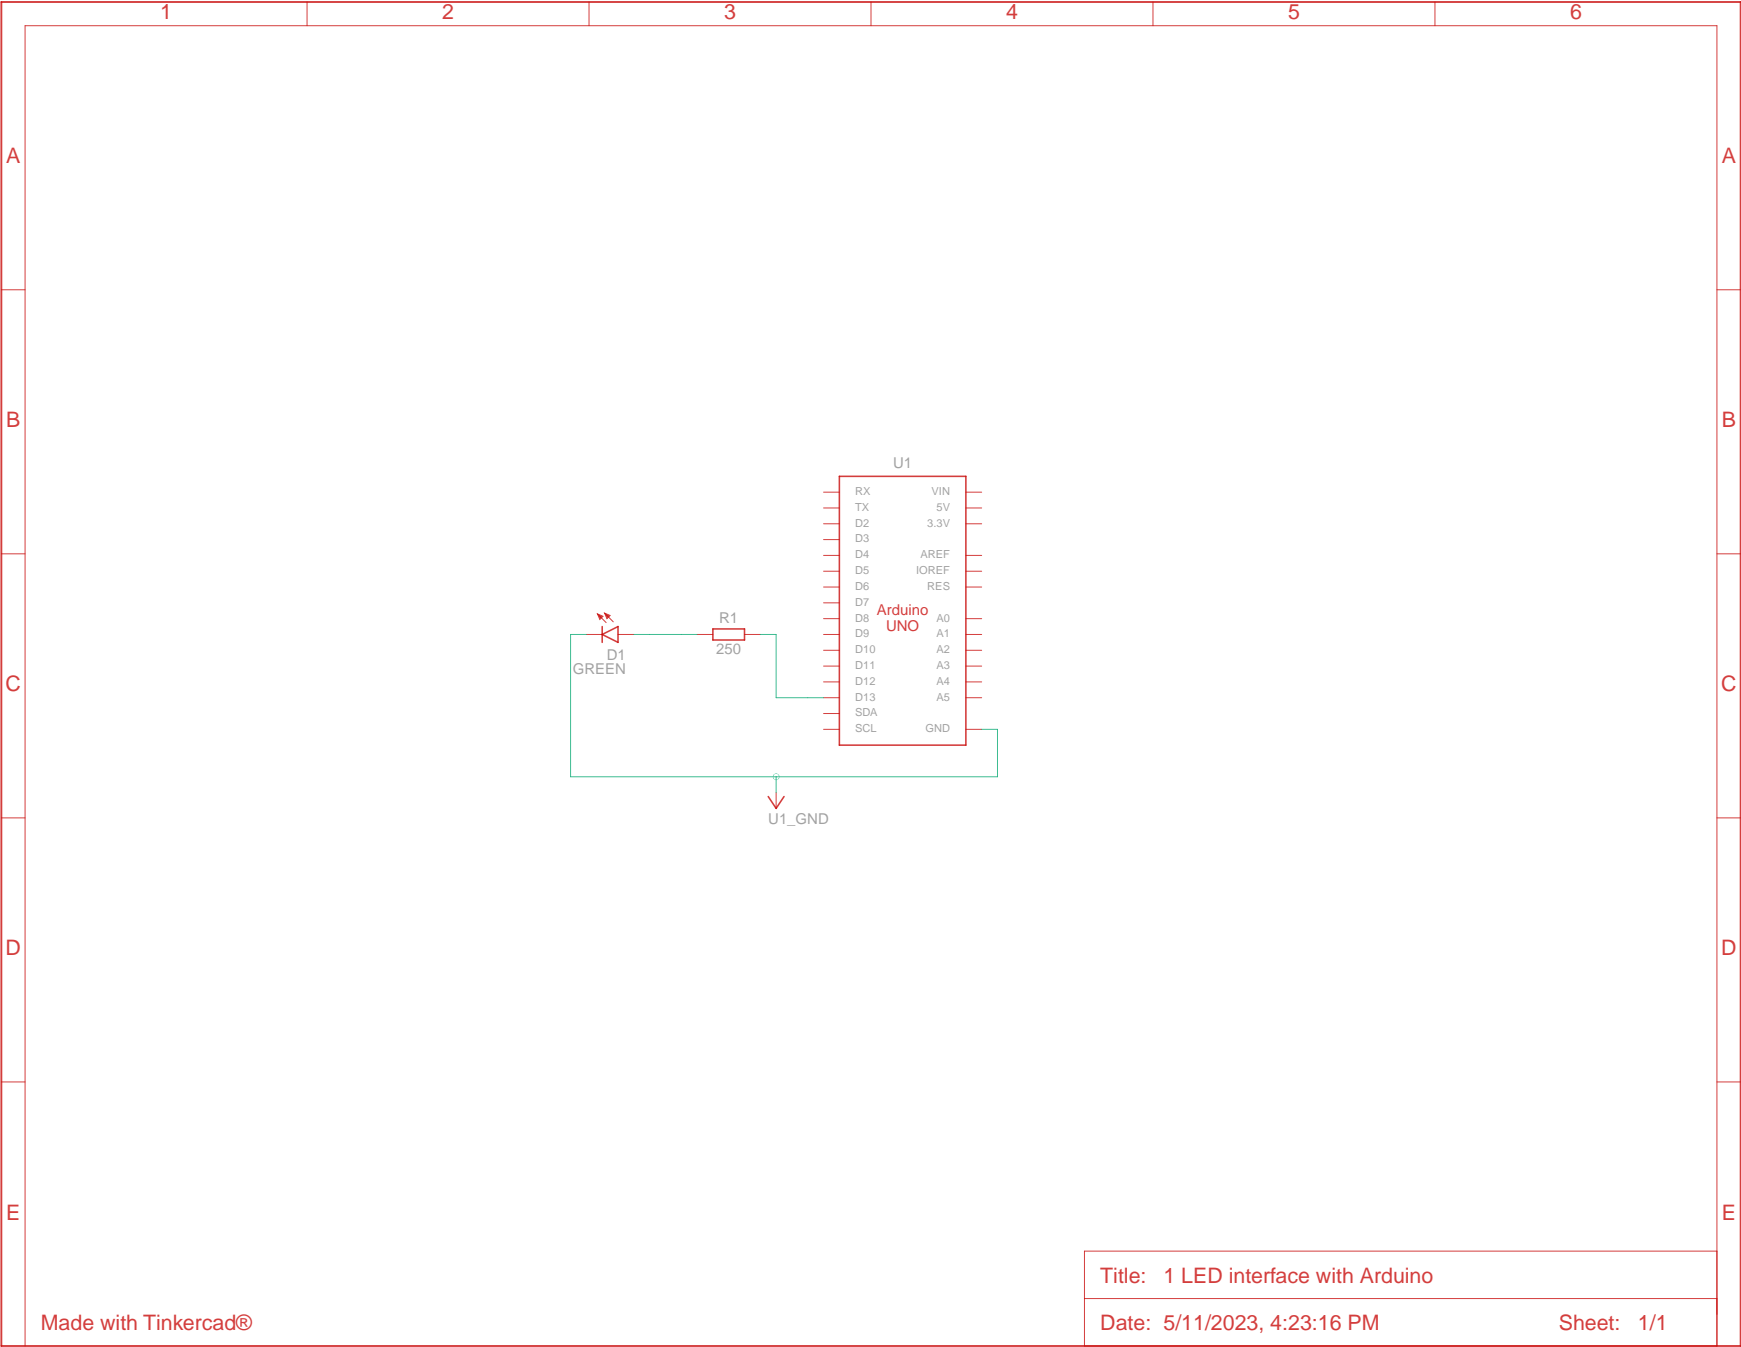 1 2 3 4 5 6
A A
B B
U1
RX VIN
TX 5V
D2 3.3V
D3
D4 AREF
D5 IOREF
D6 RES
D7
Arduino
D8 A0
UNO
R1
D9 A1
250
D10 A2
D1
GREEN
D11 A3
D12 A4
C C
D13 A5
SDA
SCL GND
U1_GND
D D
E E
Title: 1 LED interface with Arduino
Made with Tinkercad®
Date: 5/11/2023, 4:23:16 PM Sheet: 1/1